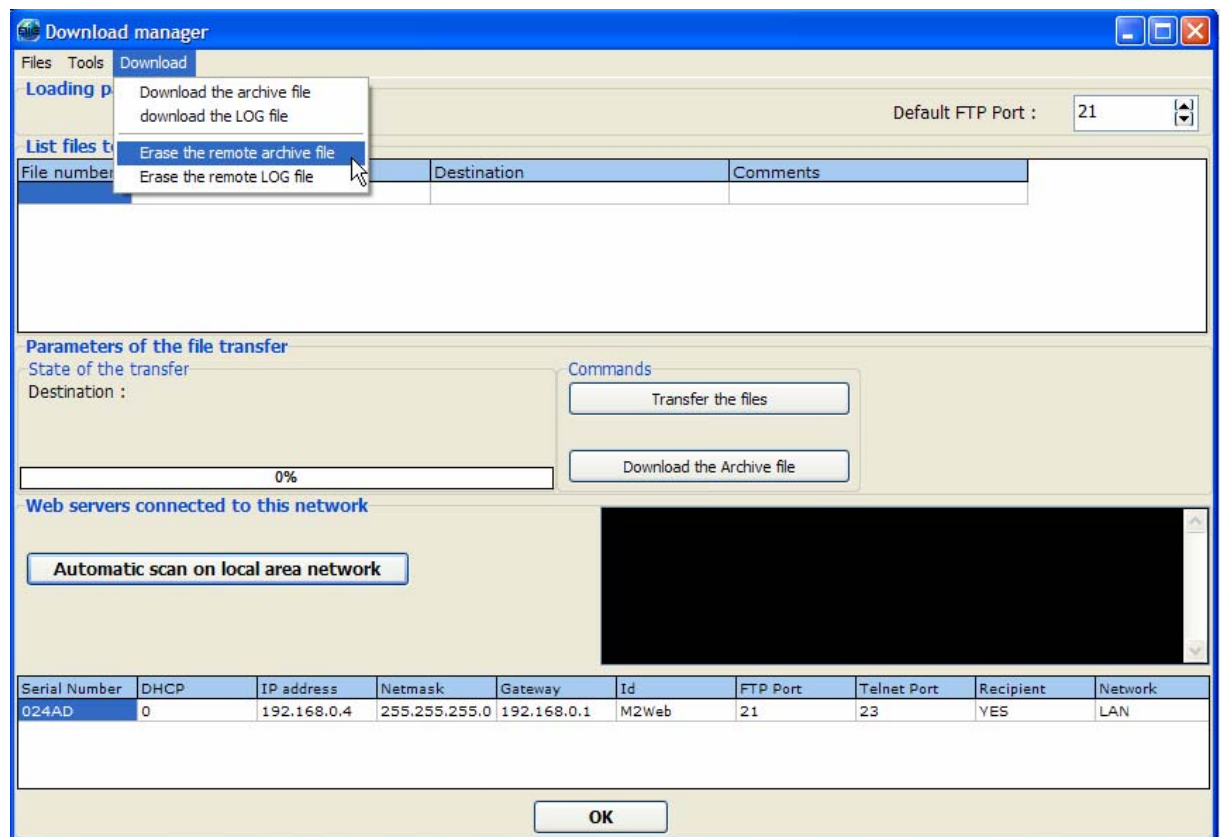 Download manager
Files Tools Download
Loading p
Download the archive file
download the LOG file
Erase the remote archive file
Erase the remote LOG file
Default FTP Port : 21
List files t
File number Destination Comments
Parameters of the file transfer
State of the transfer
Destination :
0%
Commands
Transfer the files
Download the Archive file
Web servers connected to this network
Automatic scan on local area network
Serial Number DHCP IP address Netmask Gateway Id FTP Port Telnet Port Recipient Network
024AD 0 192.168.0.4 255.255.255.0 192.168.0.1 M2Web 21 23 YES LAN
OK